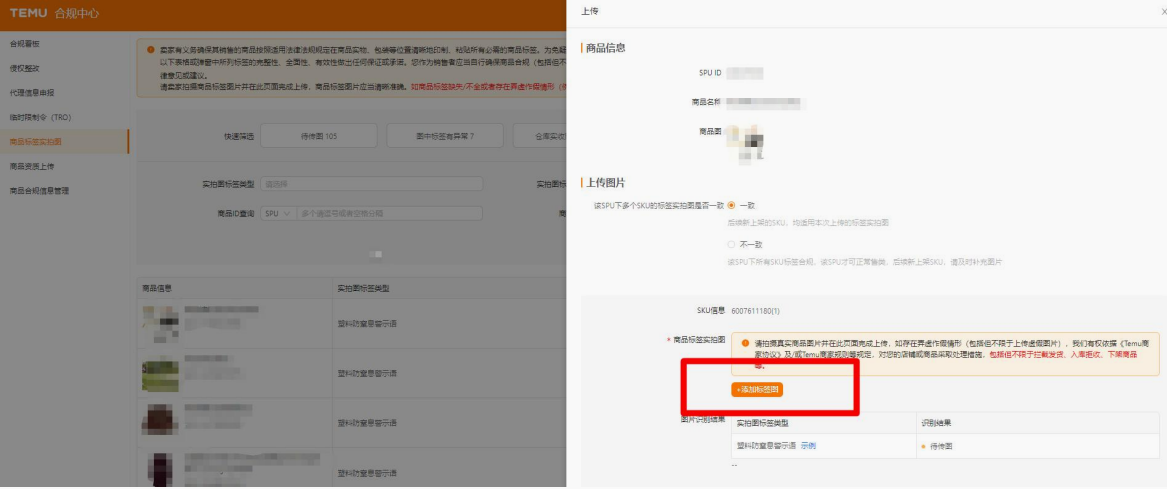 TEMU 合规中心
合规看板
侵权整改
代理信息申报
临时限制令（TRO）
商品标签实拍图
商品资质上传
商品合规信息管理
卖家有义务确保其销售的商品按照适用法律法规规定在商品实物、包装等位置清晰地印制、粘贴所有必需的商品标签。为免疑
以下表格或弹窗中所列标签的完整性、全面性、有效性做出任何保证或承诺。您作为销售者应当自行确保商品合规（包括但不
律意见或建议。
请卖家拍摄商品标签图片并在此页面完成上传，商品标签图片应当清晰准确。如商品标签缺失/不全或者存在弄虚作假情形（
快速筛选
待传图 105
图中标签有异常 7
仓库实收
实拍图标签类型
请选择
实拍图标
商品ID查询
SPU
多个请逗号或者空格分隔
商品信息
实拍图标签类型
塑料防窒息警示语
塑料防窒息警示语
塑料防窒息警示语
塑料防窒息警示语
上传
商品信息
SPU ID
商品名称
商品图
上传图片
该SPU下多个SKU的标签实拍图是否一致
一致
后续新上架的SKU，均适用本次上传的标签实拍图
不一致
该SPU下所有SKU标签合规，该SPU才可正常售卖，后续新上架SKU，请及时补充图片
SKU信息 6007611180(1)
* 商品标签实拍图
请拍摄真实商品图片并在此页面完成上传，如存在弄虚作假情形（包括但不限于上传虚假图片），我们有权依据《Temu商
家协议》及/或Temu商家规则等规定，对您的店铺或商品采取处理措施，包括但不限于拦截发货、入库拒收、下架商品
等。
+添加标签图
图片识别结果
实拍图标签类型
识别结果
塑料防窒息警示语 示例
待传图
--